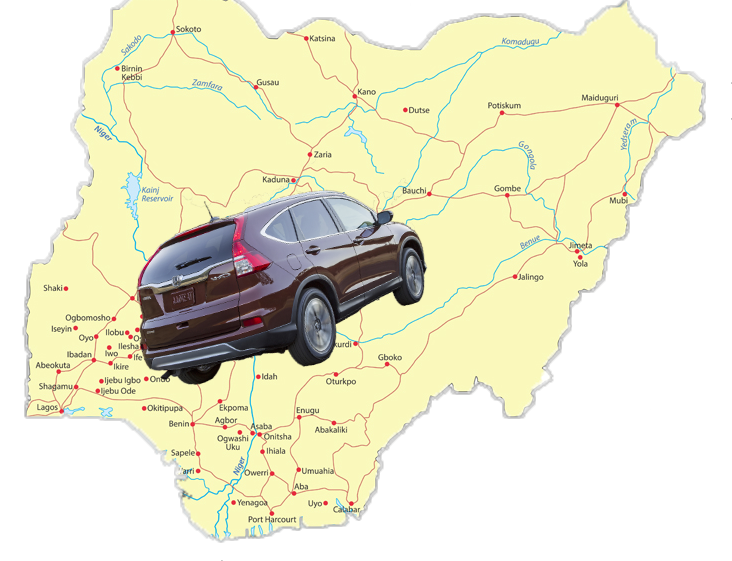 Sokoto
Katsina
Komadugu
Sakodo
Birnin
Kebbi
Zamfara
Gusau
Kano
Dutse
Potiskum
Maiduguri
Niger
Yedseram
Zaria
Gongola
Kaduna
Kainj
Reservoir
Bauchi
Gombe
Mubi
Benue
Jimeta
Yola
Shaki
Jalingo
Ogbomosho
Iseyin
Ilobu
Oyo
Ilesha
Ibadan
Iwo
Ife
Ikire
Abeokuta
Gboko
Idah
Oturkpo
Shagamu
Ijebu Igbo
Ondo
Ijebu Ode
Lagos
Okitipupa
Ekpoma
Enugu
Benin
Agbor
Asaba
Abakaliki
Ogwashi
Uku
Onitsha
Sapele
Ihiala
Niger
Owerri
Umuahia
Aba
Yenagoa
Uyo
Calabar
Port Harcourt